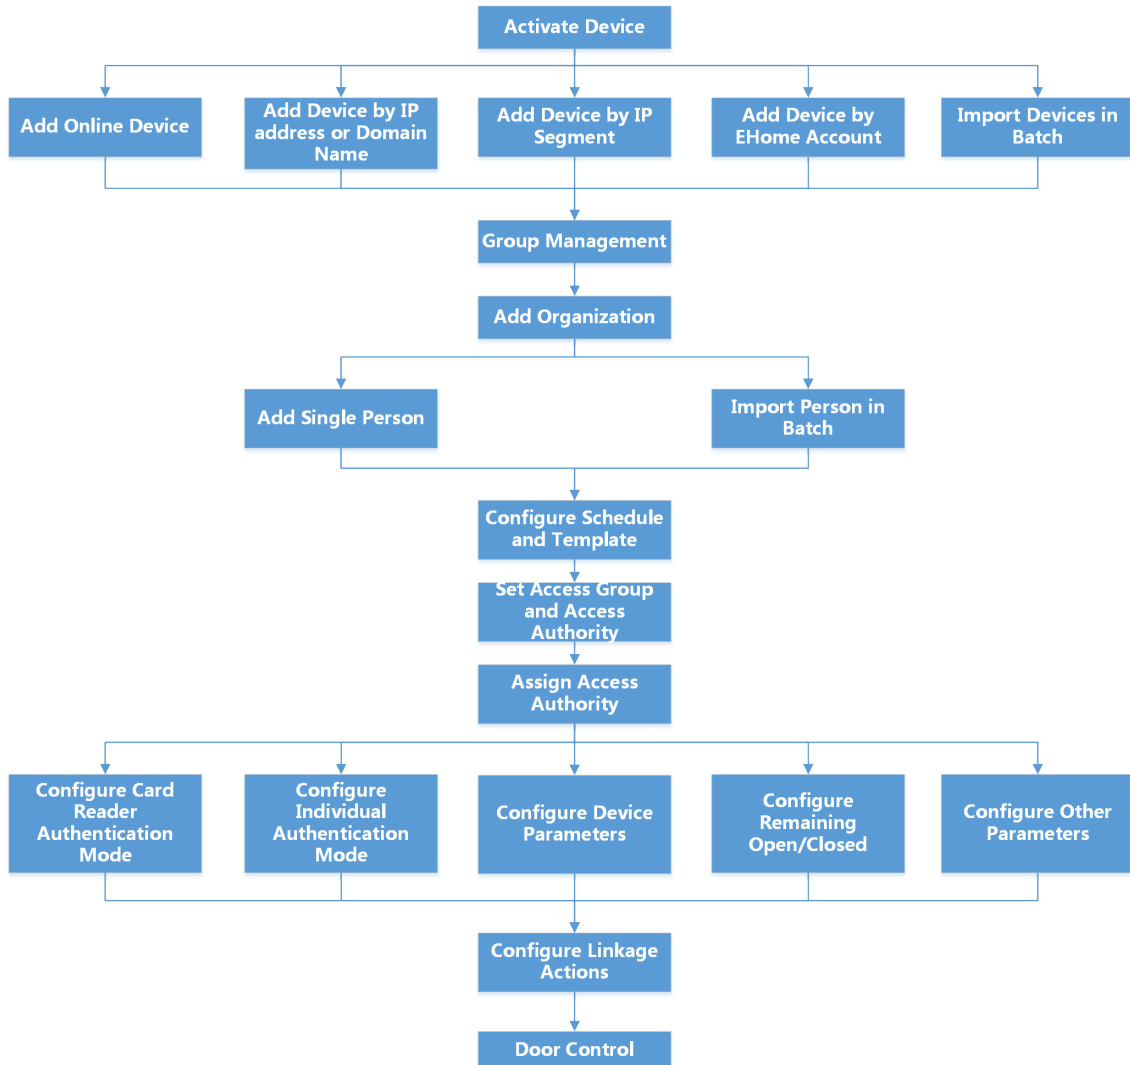 Activate Device
Add Online Device
Add Device by IP
address or Domain
Name
Add Device by IP
Segment
Add Device by
EHome Account
Import Devices in
Batch
Group Management
Add Organization
Add Single Person
Import Person in
Batch
Configure Schedule
and Template
Set Access Group
and Access
Authority
Assign Access
Authority
Configure Card
Reader
Authentication
Mode
Configure
Individual
Authentication
Mode
Configure Device
Parameters
Configure
Remaining
Open/Closed
Configure Other
Parameters
Configure Linkage
Actions
Door Control